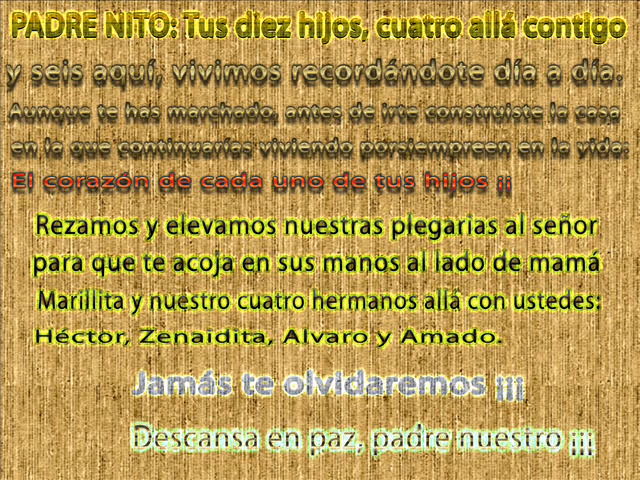 PADRE NITO: Tus diez hijos, cuatro allá contigo
y seis aquí, vivimos recordándote día a día.
Aunque te has marchado, antes de irte construiste la casa
en la que continuarías viviendo porsiempreen en la vida:
El corazón de cada uno de tus hijos ¡¡
Rezamos y elevamos nuestras plegarias al señor
para que te acoja en sus manos al lado de mamá
Marillita y nuestro cuatro hermanos allá con ustedes:
Héctor, Zenaidita, Alvaro y Amado.
Jamás te olvidaremos ¡¡¡
Descansa en paz, padre nuestro ¡¡¡